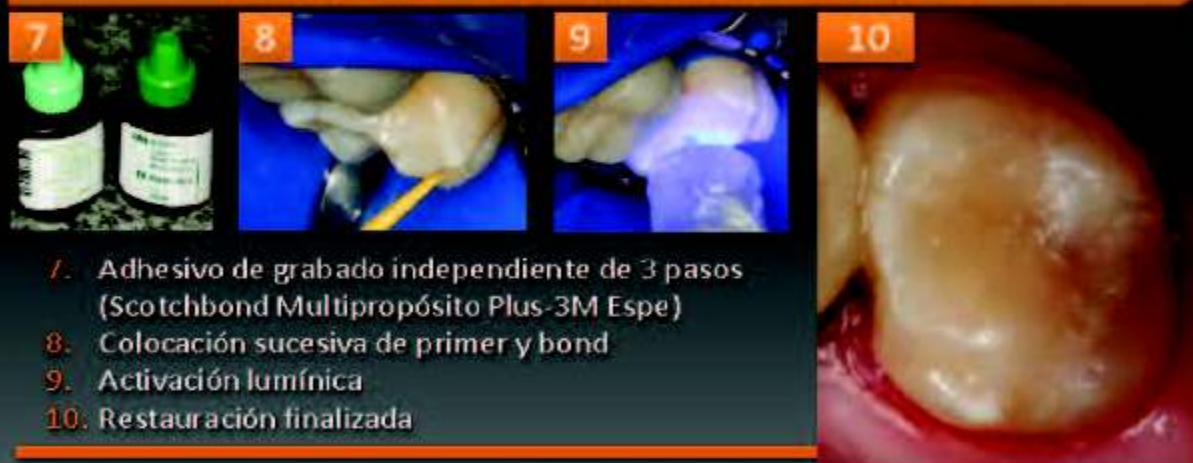 7
8
9
10
7. Adhesivo de grabado independiente de 3 pasos
(Scotchbond Multipropósito Plus-3M Espe)
8. Colocación sucesiva de primer y bond
9. Activación lumínica
10. Restauración finalizada